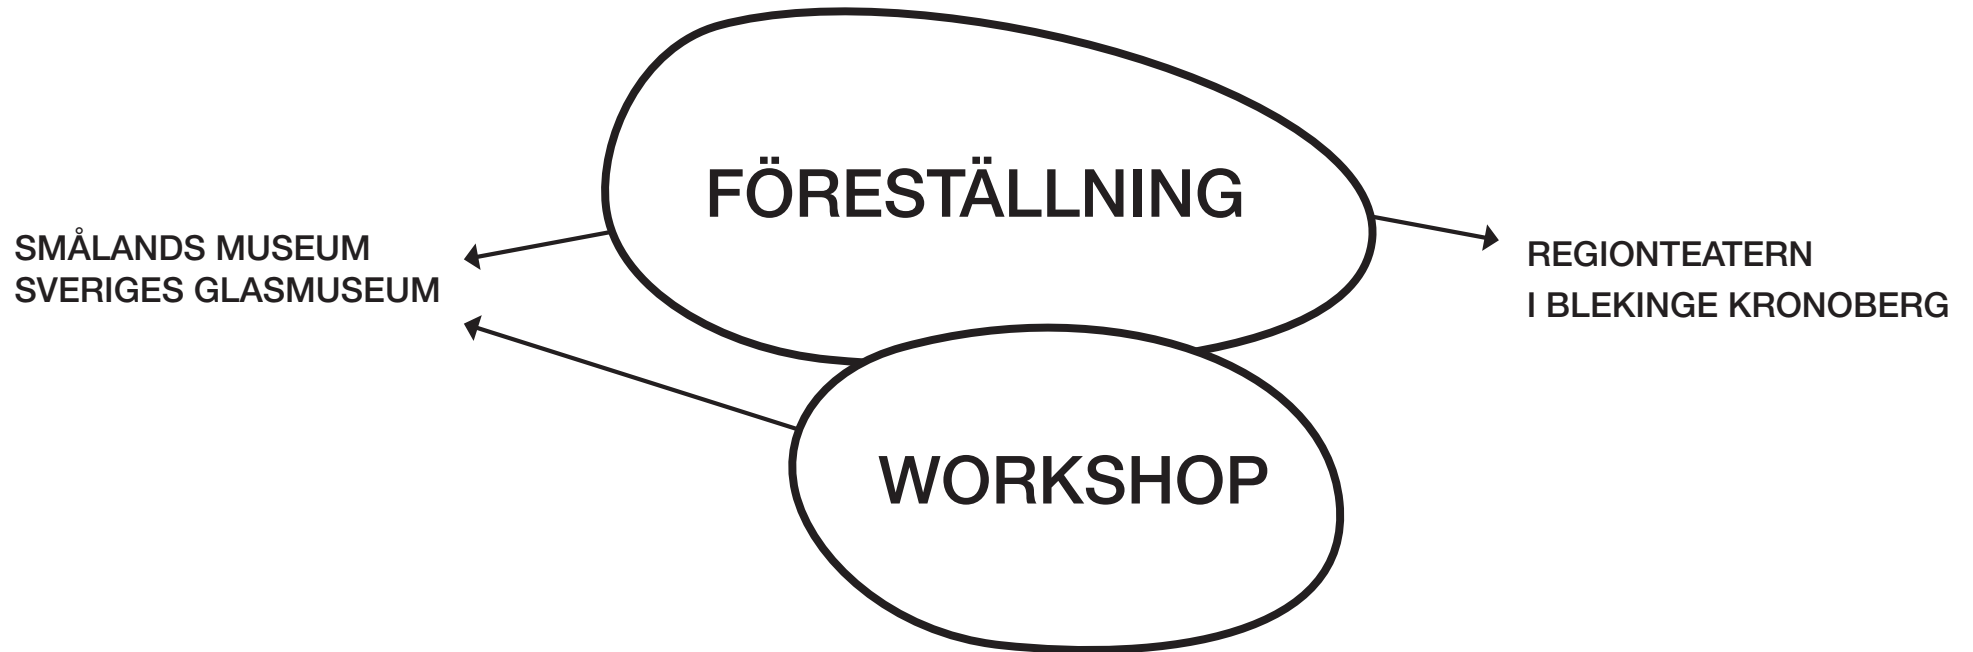 FÖRESTÄLLNING
SMÅLANDS MUSEUM
SVERIGES GLASMUSEUM
REGIONTEATERN
I BLEKINGE KRONOBERG
WORKSHOP